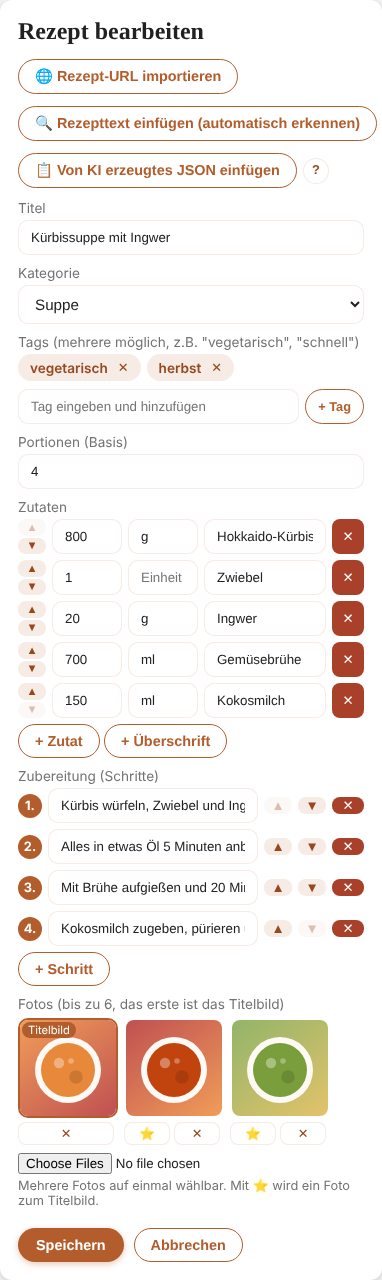 Rezept bearbeiten
🌐 Rezept-URL importieren
🔍 Rezepttext einfügen (automatisch erkennen)
📋 Von KI erzeugtes JSON einfügen ?
Titel
Kürbissuppe mit Ingwer
Kategorie
Suppe
Tags (mehrere möglich, z.B. "vegetarisch", "schnell")
vegetarisch ✕ herbst ✕
Tag eingeben und hinzufügen + Tag
Portionen (Basis)
4
Zutaten
▲ ▼ 800 g Hokkaido-Kürbis ✕
▲ ▼ 1 Einheit Zwiebel ✕
▲ ▼ 20 g Ingwer ✕
▲ ▼ 700 ml Gemüsebrühe ✕
▲ ▼ 150 ml Kokosmilch ✕
+ Zutat + Überschrift
Zubereitung (Schritte)
1. Kürbis würfeln, Zwiebel und Ing ▲ ▼ ✕
2. Alles in etwas Öl 5 Minuten anb ▲ ▼ ✕
3. Mit Brühe aufgießen und 20 Min ▲ ▼ ✕
4. Kokosmilch zugeben, pürieren ▲ ▼ ✕
+ Schritt
Fotos (bis zu 6, das erste ist das Titelbild)
Titelbild
✕ ⭐ ✕ ⭐ ✕
Choose Files No file chosen
Mehrere Fotos auf einmal wählbar. Mit ⭐ wird ein Foto
zum Titelbild.
Speichern Abbrechen